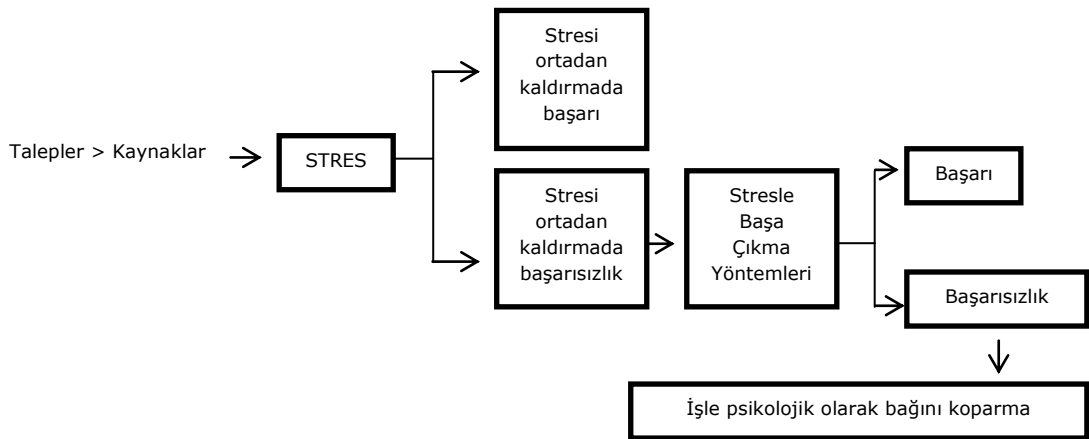 Talepler > Kaynaklar
STRES
Stresi
ortadan
kaldırmada
başarı
Stresi
ortadan
kaldırmada
başarısızlık
Stresle
Başa
Çıkma
Yöntemleri
Başarı
Başarısızlık
İşle psikolojik olarak bağını koparma